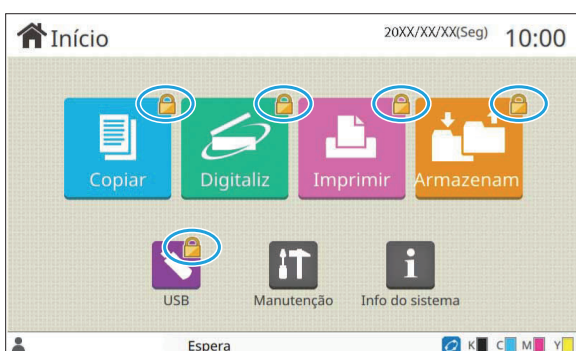 Início 20XX/XX/XX(Seg) 10:00
Copiar Digitaliz Imprimir Armazenam
USB Manutenção Info do sistema
Espera K C M Y